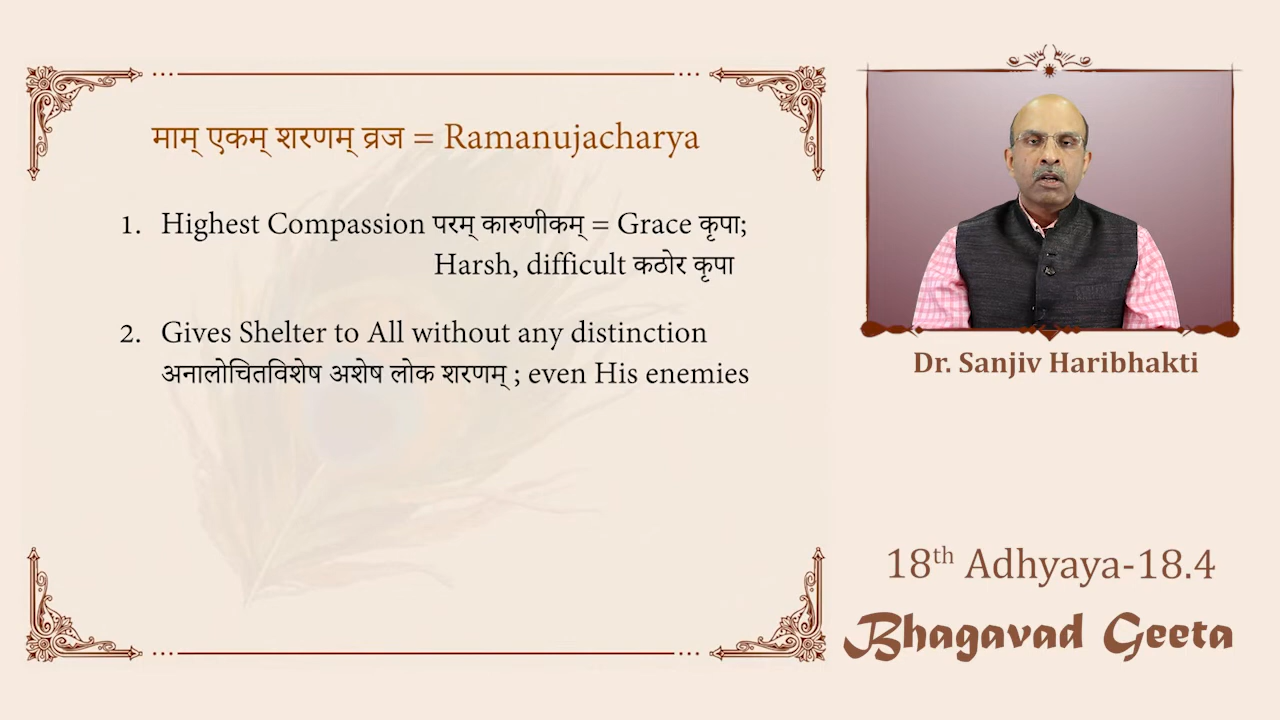 माम् एकम् शरणम् व्रज = Ramanujacharya
1. Highest Compassion परम् कारुणीकम् = Grace कृपा;
Harsh, difficult कठोर कृपा
2. Gives Shelter to All without any distinction
अनालोचितविशेष अशेष लोक शरणम् ; even His enemies
Dr. Sanjiv Haribhakti
18th Adhyaya-18.4
Bhagavad Geeta